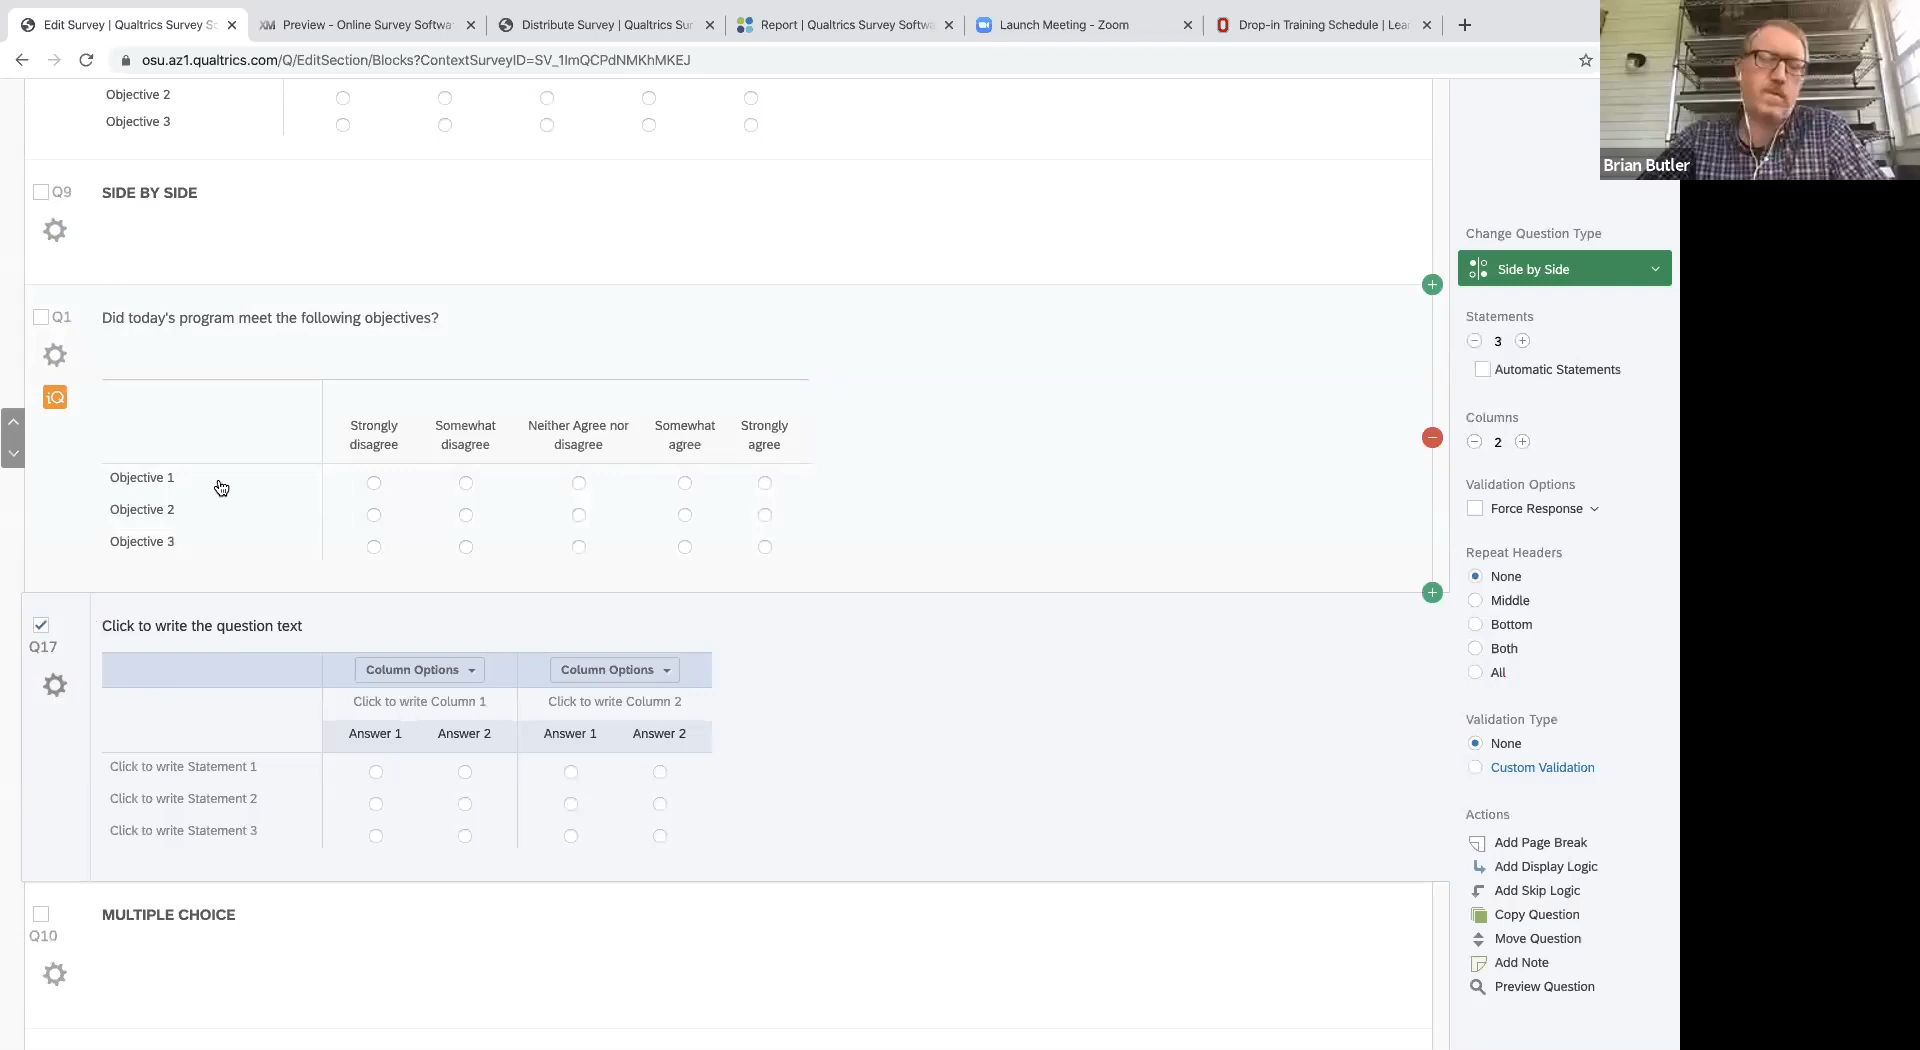 Edit Survey | Qualtrics Survey So
XM Preview - Online Survey Softwa
Distribute Survey | Qualtrics Sur
Report | Qualtrics Survey Softw
Launch Meeting - Zoom
Drop-in Training Schedule | Lear
osu.az1.qualtrics.com/Q/EditSection/Blocks?ContextSurveyID=SV_1ImQCPdNMKhMKEJ
Brian Butler
Objective 2
Objective 3
Q9
SIDE BY SIDE
Q1
Did today's program meet the following objectives?
iQ
Strongly disagree
Somewhat disagree
Neither Agree nor disagree
Somewhat agree
Strongly agree
Objective 1
Objective 2
Objective 3
Q17
Click to write the question text
Column Options
Column Options
Click to write Column 1
Click to write Column 2
Answer 1
Answer 2
Answer 1
Answer 2
Click to write Statement 1
Click to write Statement 2
Click to write Statement 3
Q10
MULTIPLE CHOICE
Change Question Type
Side by Side
Statements
3
Automatic Statements
Columns
2
Validation Options
Force Response
Repeat Headers
None
Middle
Bottom
Both
All
Validation Type
None
Custom Validation
Actions
Add Page Break
Add Display Logic
Add Skip Logic
Copy Question
Move Question
Add Note
Preview Question